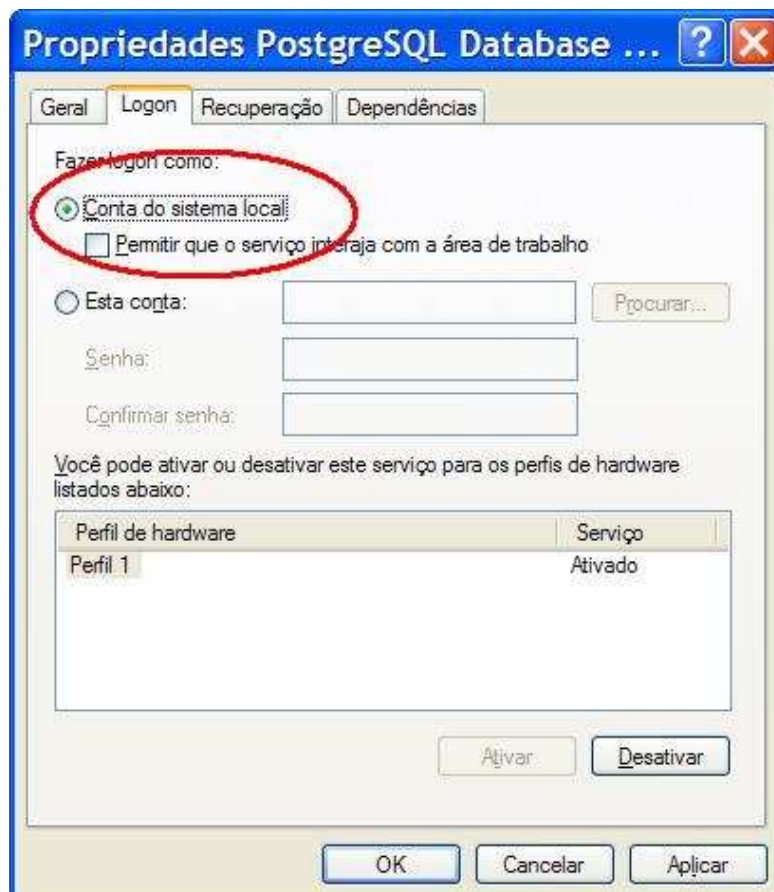 Propriedades PostgreSQL Database ...
Geral Logon Recuperação Dependências
Fazer logon como:
Conta do sistema local
Permitir que o serviço interaja com a área de trabalho
Esta conta: Procurar...
Senha:
Confirmar senha:
Você pode ativar ou desativar este serviço para os perfis de hardware
listados abaixo:
Perfil de hardware Serviço
Perfil 1 Ativado
Ativar Desativar
OK Cancelar Aplicar